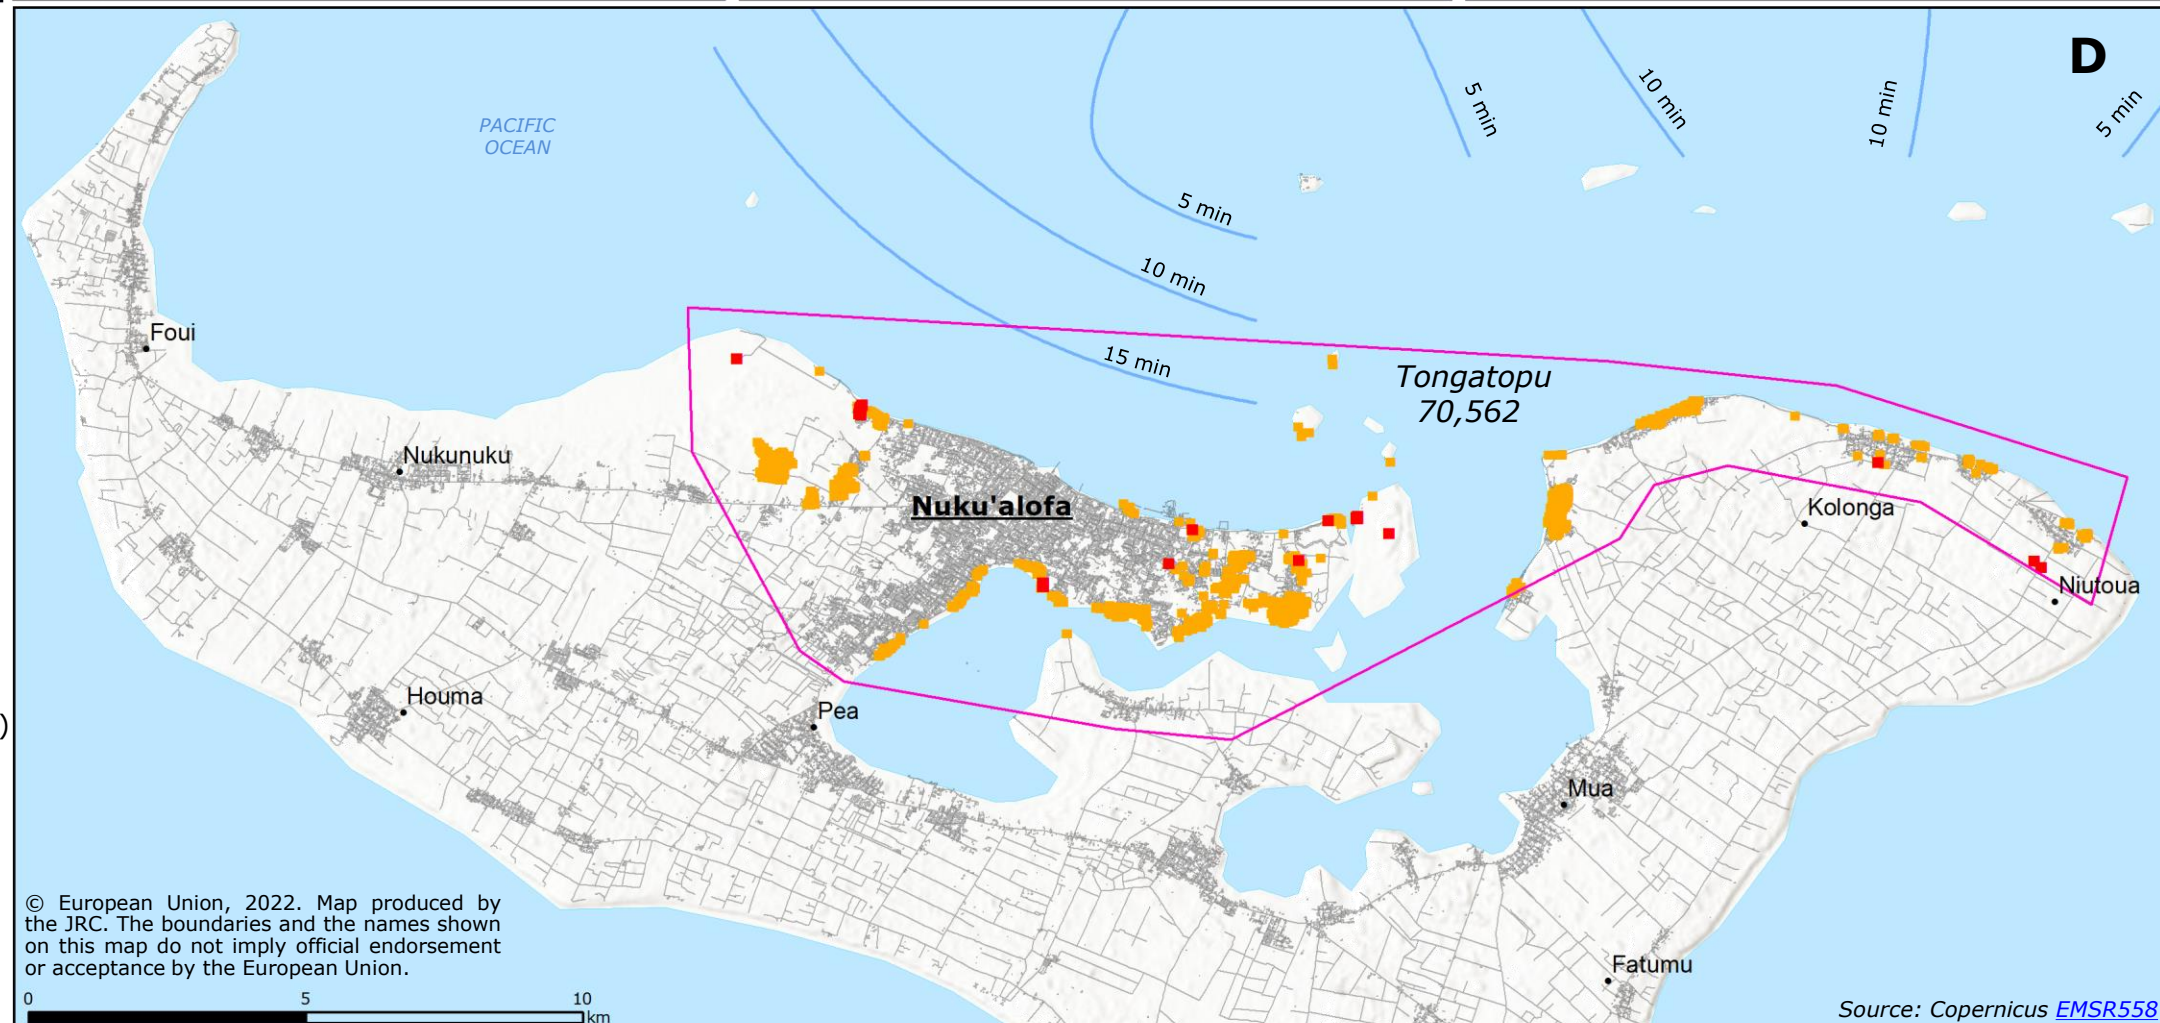 D
5 min
10 min
10 min
5 min
PACIFIC
OCEAN
5 min
10 min
15 min
Foui
Tongatopu
70,562
Nukunuku
Nuku'alofa
Kolonga
Niutoua
Houma
Pea
)
Mua
Fatumu
© European Union, 2022. Map produced by
the JRC. The boundaries and the names shown
on this map do not imply official endorsement
or acceptance by the European Union.
0 5 10
km
Source: Copernicus EMSR558